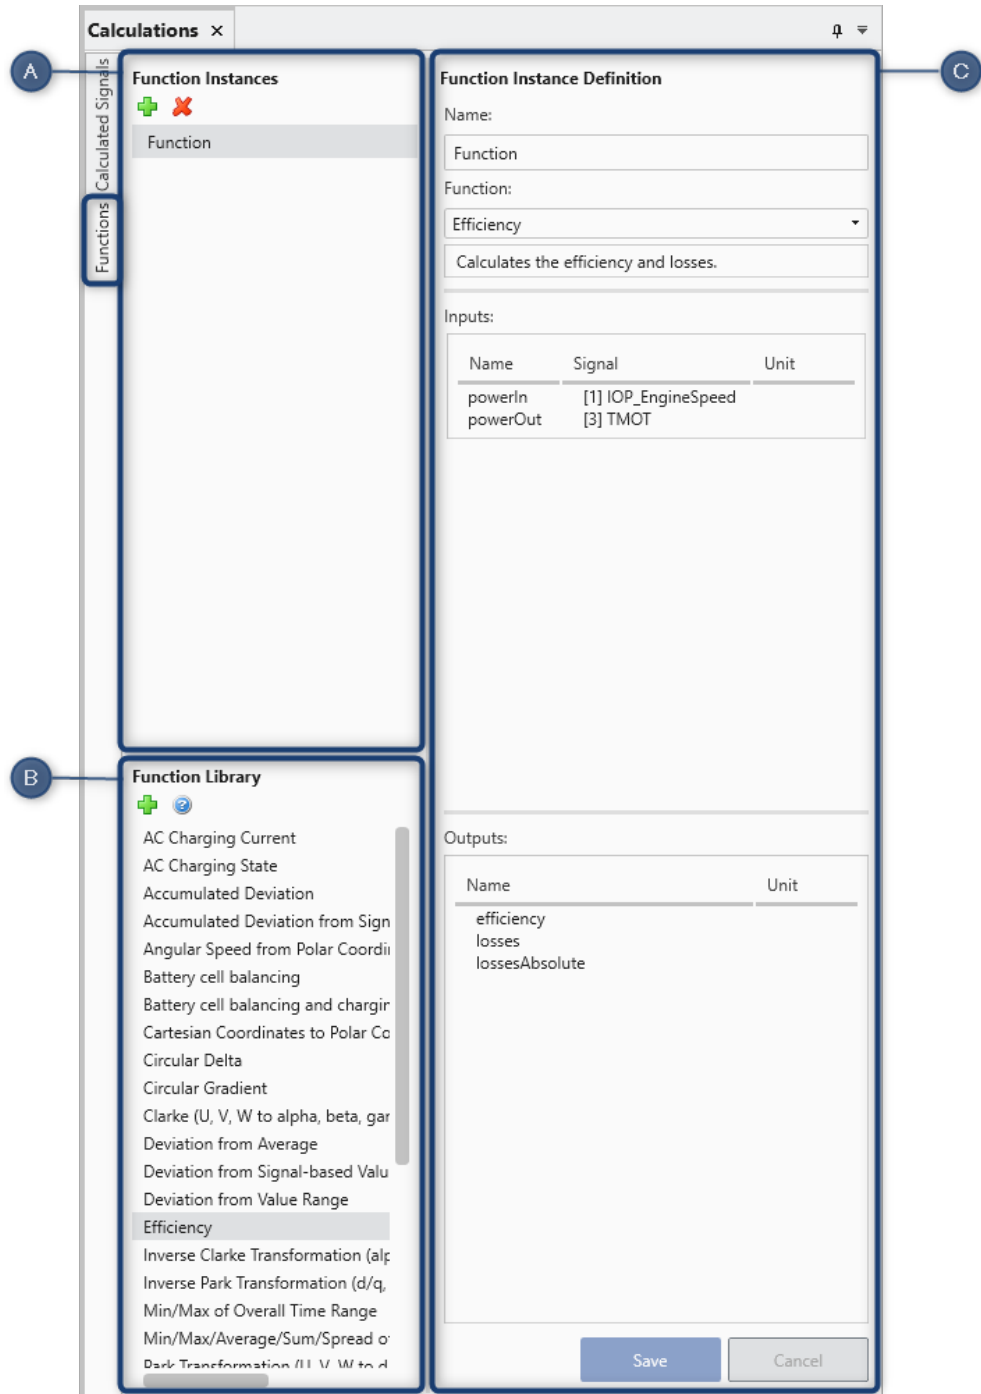 Calculations
A
C
B
Calculated Signals
Functions
Function Instances
Function
Function Library
AC Charging Current
AC Charging State
Accumulated Deviation
Accumulated Deviation from Sign
Angular Speed from Polar Coordi
Battery cell balancing
Battery cell balancing and chargin
Cartesian Coordinates to Polar Co
Circular Delta
Circular Gradient
Clarke (U, V, W to alpha, beta, gar
Deviation from Average
Deviation from Signal-based Valu
Deviation from Value Range
Efficiency
Inverse Clarke Transformation (alp
Inverse Park Transformation (d/q,
Min/Max of Overall Time Range
Min/Max/Average/Sum/Spread of
Park Transformation (U, V, W to d
Function Instance Definition
Name:
Function
Function:
Efficiency
Calculates the efficiency and losses.
Inputs:
Name Signal Unit
powerIn [1] IOP_EngineSpeed
powerOut [3] TMOT
Outputs:
Name Unit
efficiency
losses
lossesAbsolute
Save Cancel